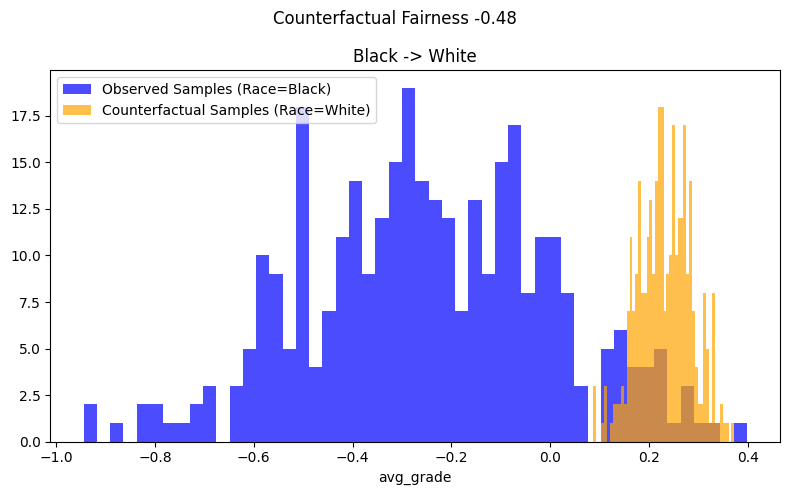 Counterfactual Fairness -0.48
Black -> White
Observed Samples (Race=Black)
Counterfactual Samples (Race=White)
17.5
15.0
12.5
10.0
7.5
5.0
2.5
0.0
-1.0 -0.8 -0.6 -0.4 -0.2 0.0 0.2 0.4
avg_grade